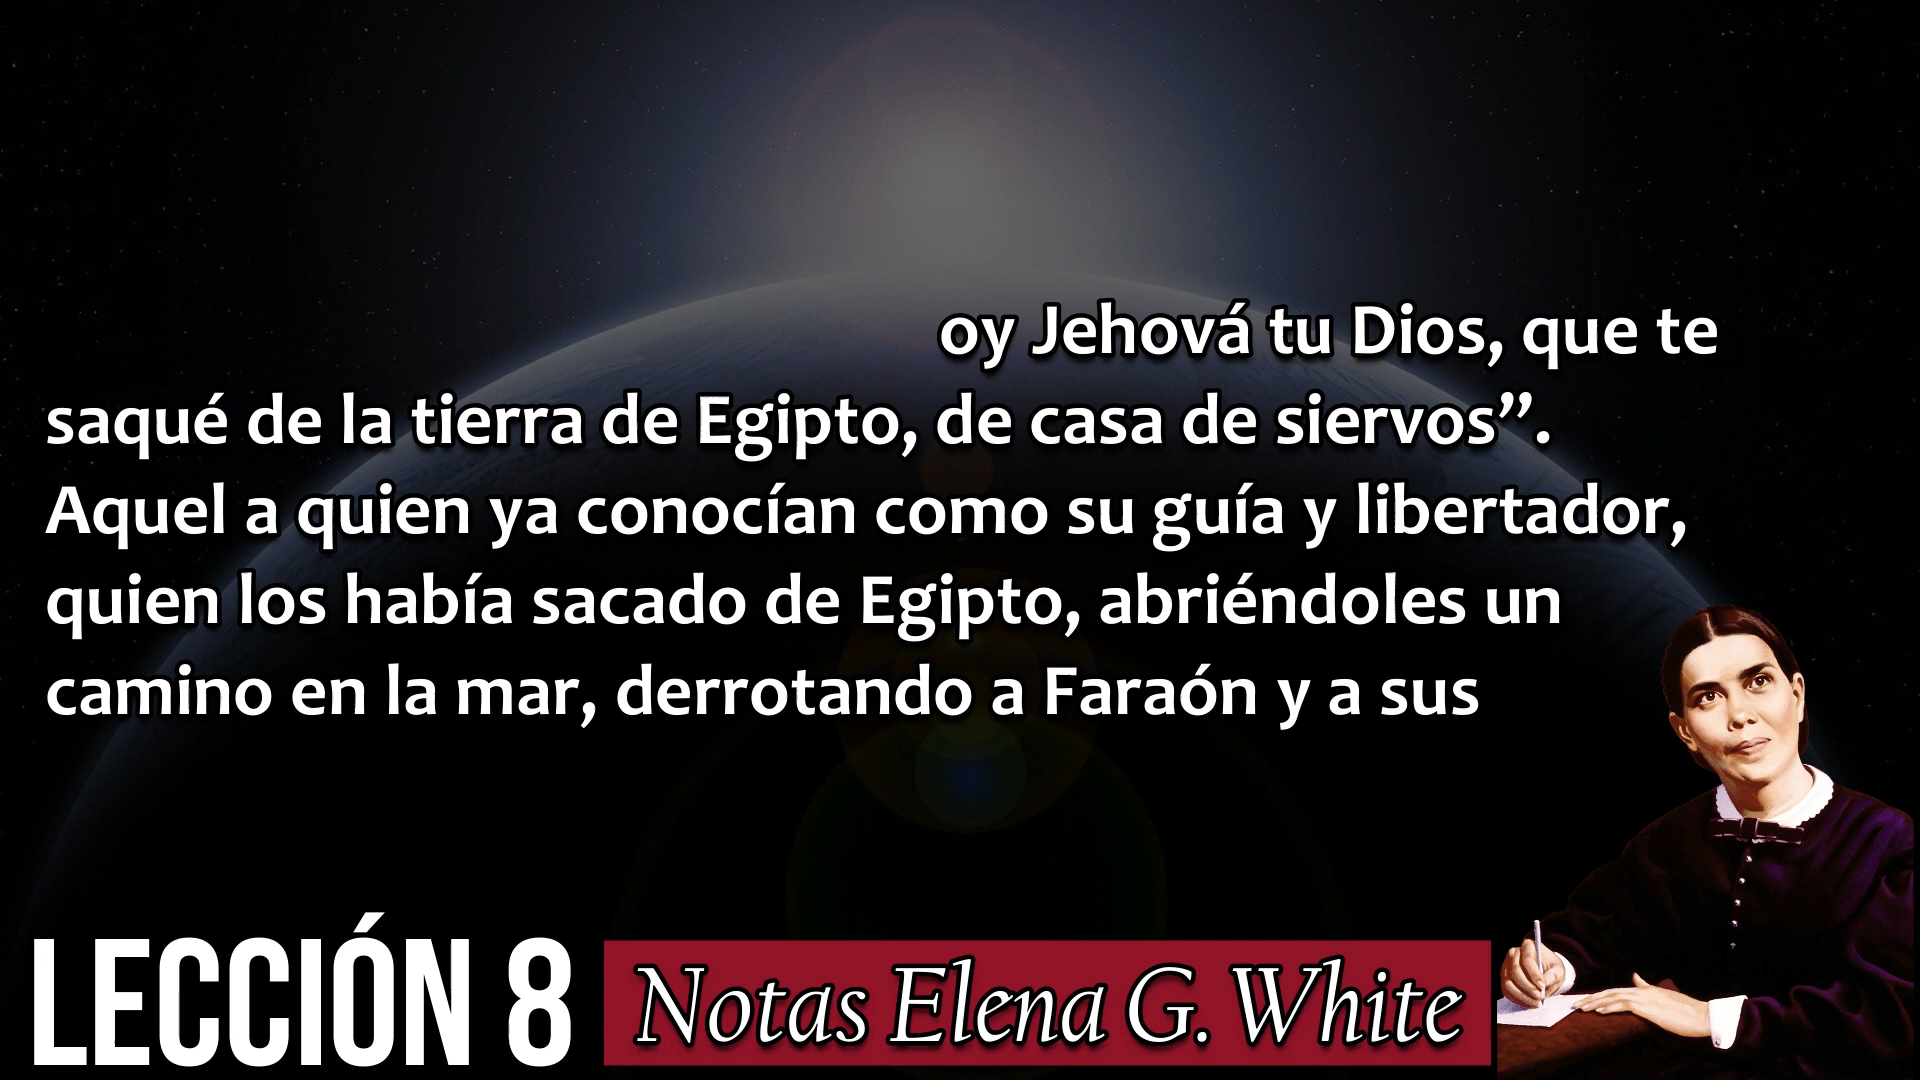 oy Jehová tu Dios, que te
saqué de la tierra de Egipto, de casa de siervos”.
Aquel a quien ya conocían como su guía y libertador,
quien los había sacado de Egipto, abriéndoles un
camino en la mar, derrotando a Faraón y a sus
LECCIÓN 8
Notas Elena G. White